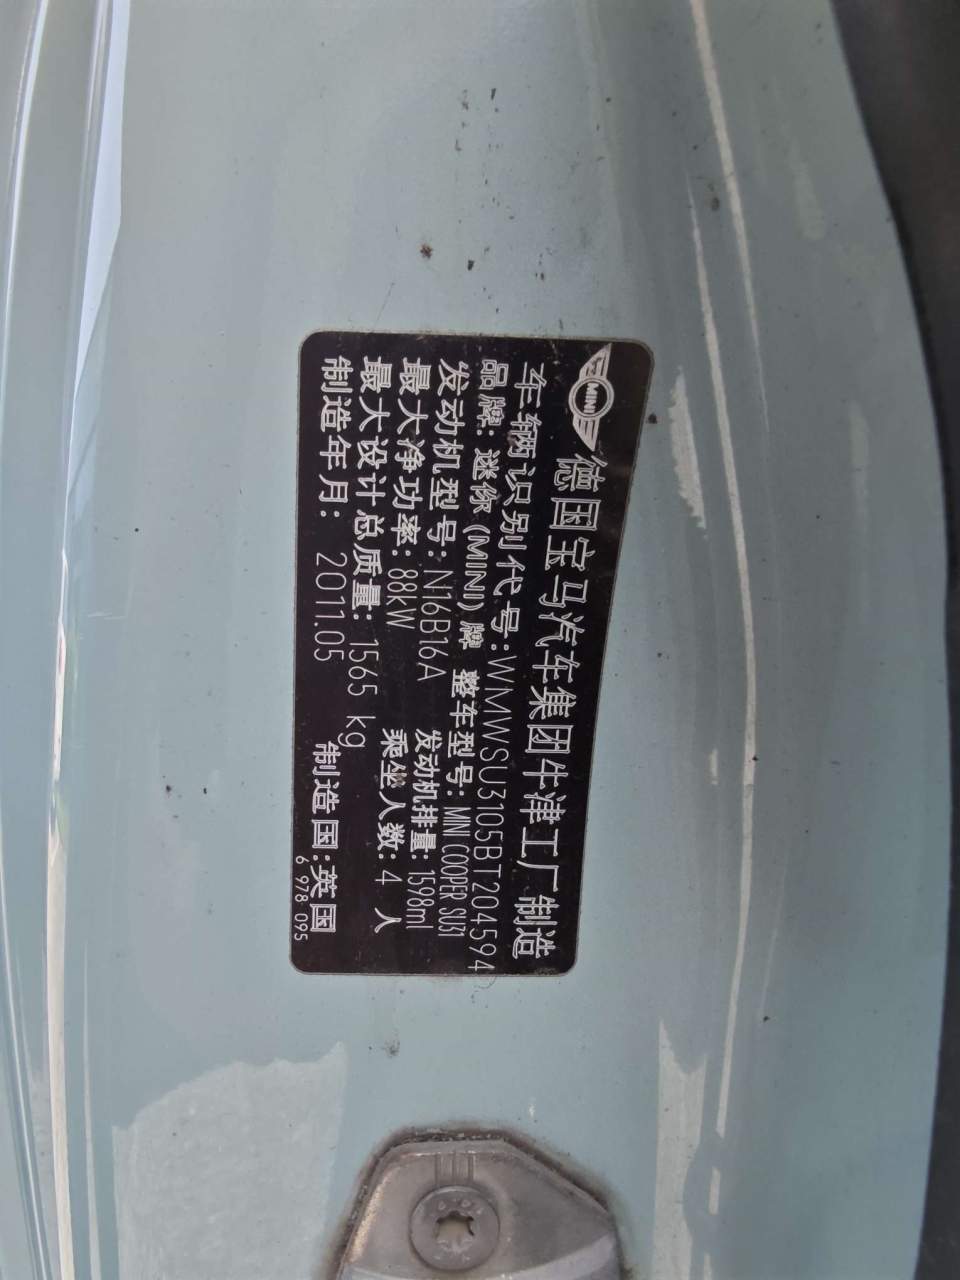 MINI
德国宝马汽车集团牛津工厂制造
车辆识别代号:WMWSU3105BT204594
品牌: 迷你 (MINI) 牌 整车型号: MINI COOPER SU31
发动机型号: N16B16A 发动机排量: 1598ml
最大净功率: 88kW 乘坐人数: 4 人
最大设计总质量: 1565 kg
制造年月: 2011.05 制造国:英国
6 978 095